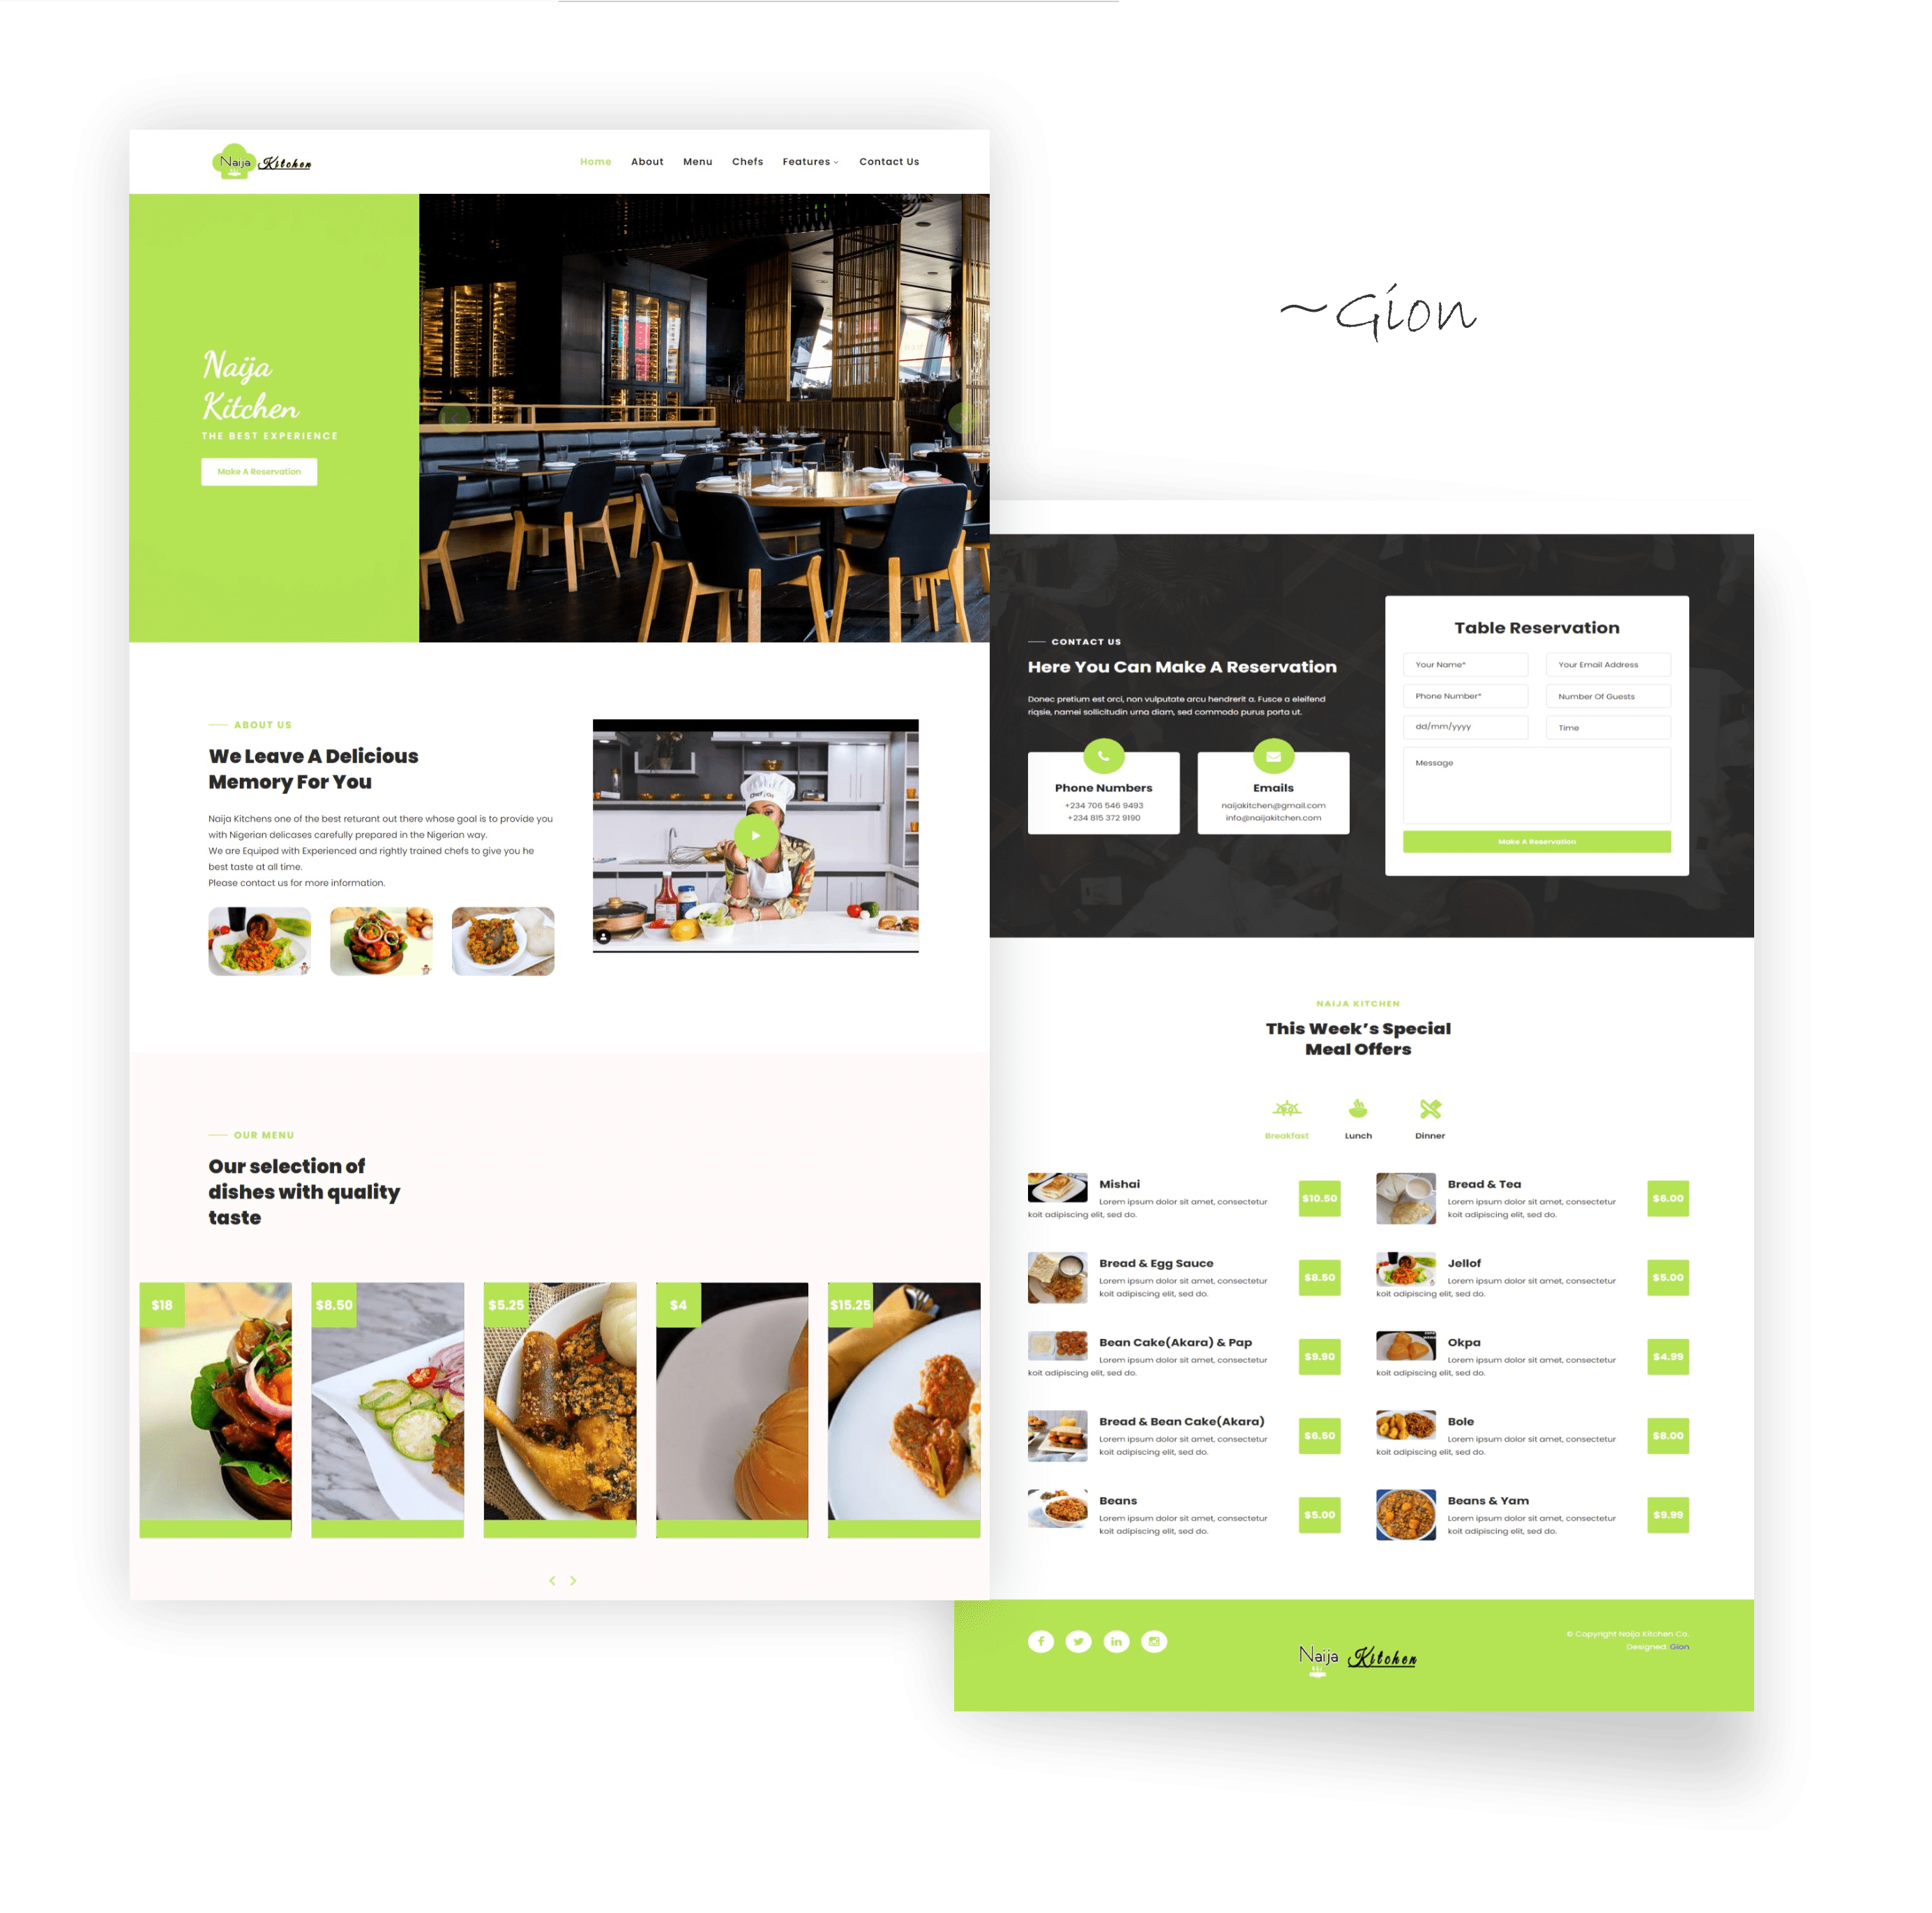 Naija Kitchen
Home About Menu Chefs Features Contact Us
Naija
Kitchen
THE BEST EXPERIENCE
Make A Reservation
ABOUT US
We Leave A Delicious
Memory For You
Naija Kitchens one of the best returant out there whose goal is to provide you
with Nigerian delicases carefully prepared in the Nigerian way.
We are Equiped with Experienced and rightly trained chefs to give you he
best taste at all time.
Please contact us for more information.
OUR MENU
Our selection of
dishes with quality
taste
$18
$8.50
$5.25
$4
$15.25
~Gion
CONTACT US
Here You Can Make A Reservation
Donec pretium est orci, non vulputate arcu hendrerit a. Fusce a eleifend
riqsie, namei sollicitudin urna diam, sed commodo purus porta ut.
Phone Numbers
+234 706 546 9493
+234 815 372 9190
Emails
naijakitchen@gmail.com
info@naijakitchen.com
Table Reservation
Your Name*
Your Email Address
Phone Number*
Number Of Guests
dd/mm/yyyy
Time
Message
Make A Reservation
NAIJA KITCHEN
This Week's Special
Meal Offers
Breakfast
Lunch
Dinner
Mishai
Lorem ipsum dolor sit amet, consectetur
koit adipiscing elit, sed do.
$10.50
Bread & Tea
Lorem ipsum dolor sit amet, consectetur
koit adipiscing elit, sed do.
$6.00
Bread & Egg Sauce
Lorem ipsum dolor sit amet, consectetur
koit adipiscing elit, sed do.
$8.50
Jellof
Lorem ipsum dolor sit amet, consectetur
koit adipiscing elit, sed do.
$5.00
Bean Cake(Akara) & Pap
Lorem ipsum dolor sit amet, consectetur
koit adipiscing elit, sed do.
$9.90
Okpa
Lorem ipsum dolor sit amet, consectetur
koit adipiscing elit, sed do.
$4.99
Bread & Bean Cake(Akara)
Lorem ipsum dolor sit amet, consectetur
koit adipiscing elit, sed do.
$6.50
Bole
Lorem ipsum dolor sit amet, consectetur
koit adipiscing elit, sed do.
$8.00
Beans
Lorem ipsum dolor sit amet, consectetur
koit adipiscing elit, sed do.
$5.00
Beans & Yam
Lorem ipsum dolor sit amet, consectetur
koit adipiscing elit, sed do.
$9.99
Naija Kitchen
© Copyright Naija Kitchen Co.
Designed Gion